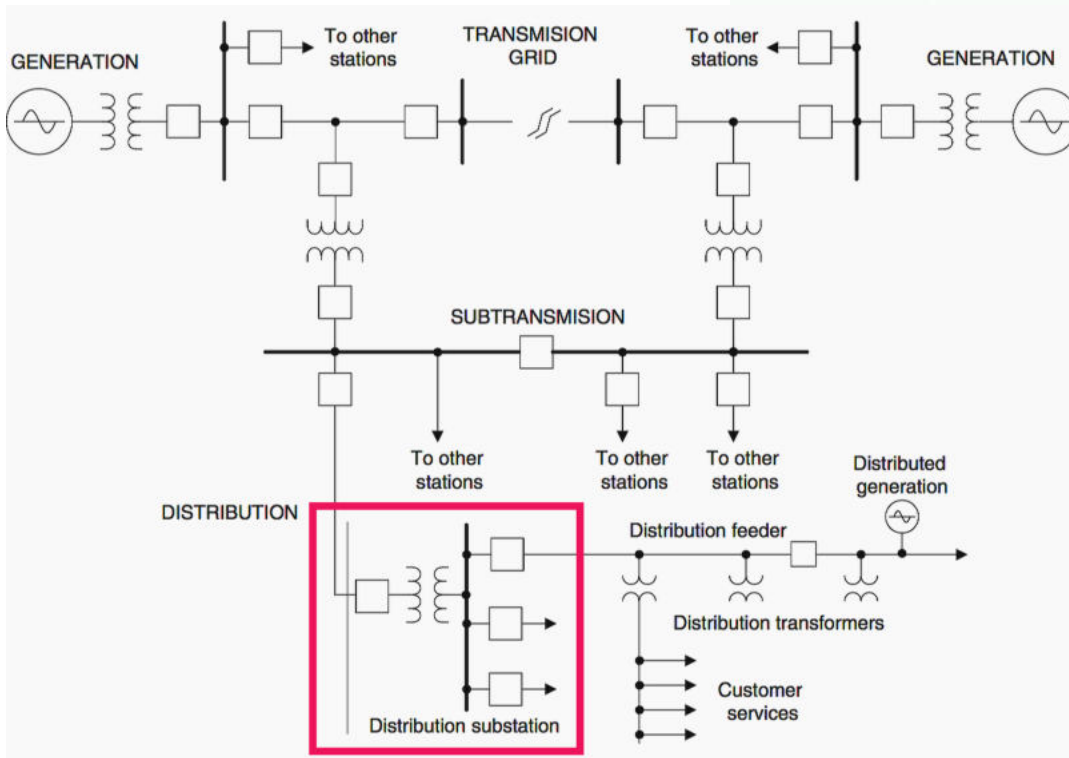 GENERATION
To other
stations
TRANSMISION
GRID
To other
stations
GENERATION
SUBTRANSMISION
To other
stations
To other
stations
To other
stations
Distributed
generation
DISTRIBUTION
Distribution feeder
Distribution transformers
Customer
services
Distribution substation